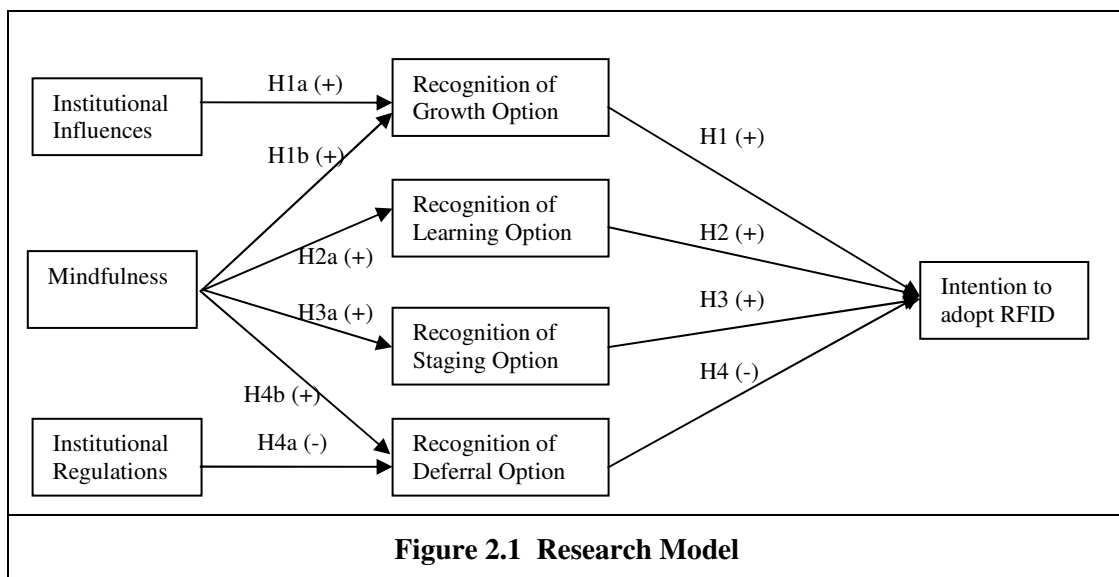 Institutional
Influences
Mindfulness
Institutional
Regulations
H1a (+)
H1b (+)
H2a (+)
H3a (+)
H4b (+)
H4a (-)
Recognition of
Growth Option
Recognition of
Learning Option
Recognition of
Staging Option
Recognition of
Deferral Option
H1 (+)
H2 (+)
H3 (+)
H4 (-)
Intention to
adopt RFID
Figure 2.1 Research Model